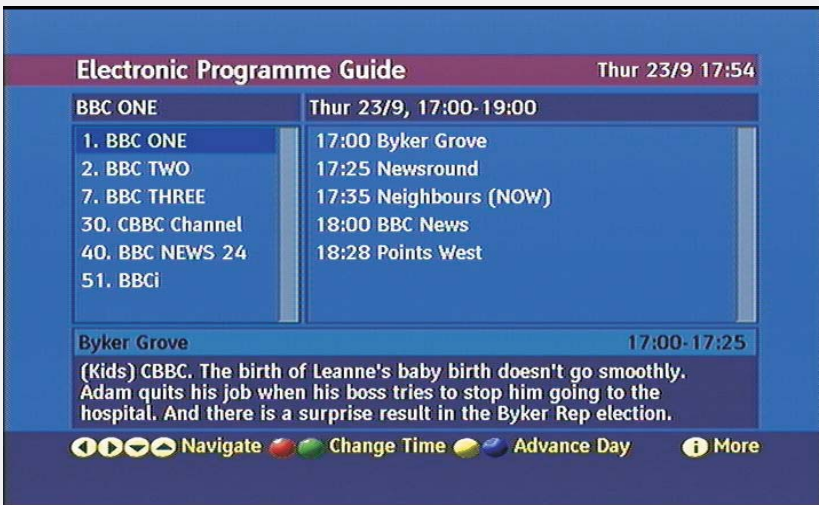 Electronic Programme Guide Thur 23/9 17:54
BBC ONE Thur 23/9, 17:00-19:00
1. BBC ONE
2. BBC TWO
7. BBC THREE
30. CBBC Channel
40. BBC NEWS 24
51. BBCi
17:00 Byker Grove
17:25 Newsround
17:35 Neighbours (NOW)
18:00 BBC News
18:28 Points West
Byker Grove 17:00-17:25
(Kids) CBBC. The birth of Leanne's baby birth doesn't go smoothly.
Adam quits his job when his boss tries to stop him going to the
hospital. And there is a surprise result in the Byker Rep election.
Navigate Change Time Advance Day i More